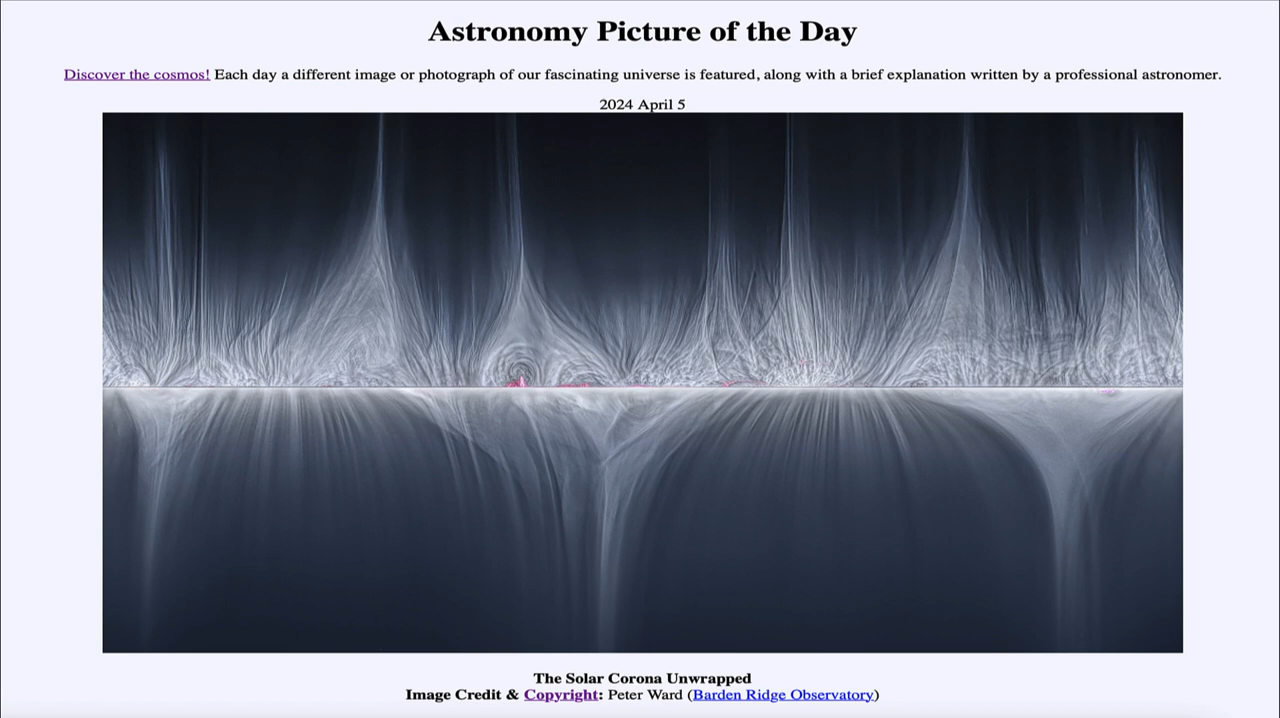 Astronomy Picture of the Day
Discover the cosmos! Each day a different image or photograph of our fascinating universe is featured, along with a brief explanation written by a professional astronomer.
2024 April 5
The Solar Corona Unwrapped
Image Credit & Copyright: Peter Ward (Barden Ridge Observatory)